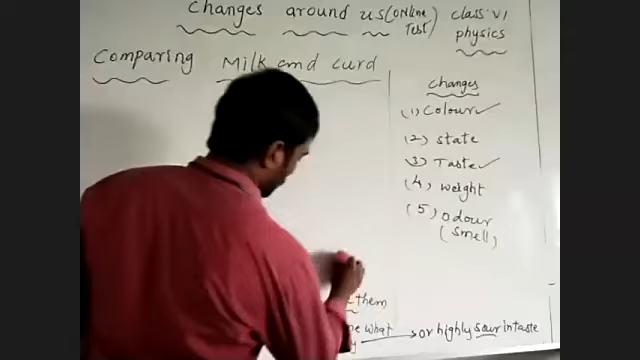 Changes around us (online Test) class VI physics
Comparing Milk and curd
changes
(1) Colour
(2) state
(3) Taste
(4) weight
(5) odour
(smell)
them
what
or highly sour in taste